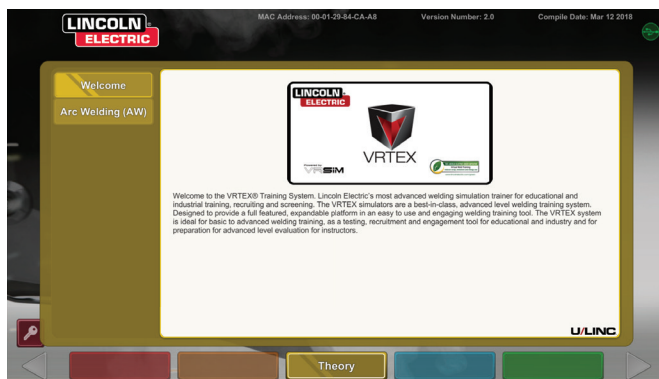 LINCOLN
ELECTRIC
MAC Address: 00-01-29-84-CA-A8 Version Number: 2.0 Compile Date: Mar 12 2018
Welcome
Arc Welding (AW)
LINCOLN
ELECTRIC
VRTEX
VRSIM
Welcome to the VRTEX® Training System. Lincoln Electric's most advanced welding simulation trainer for educational and
industrial training, recruiting and screening. The VRTEX simulators are a best-in-class, advanced level welding training system.
Designed to provide a full featured, expandable platform in an easy to use and engaging welding training tool. The VRTEX system
is ideal for basic to advanced welding training, as a testing, recruitment and engagement tool for educational and industry and for
preparation for advanced level evaluation for instructors.
U/LINC
Theory